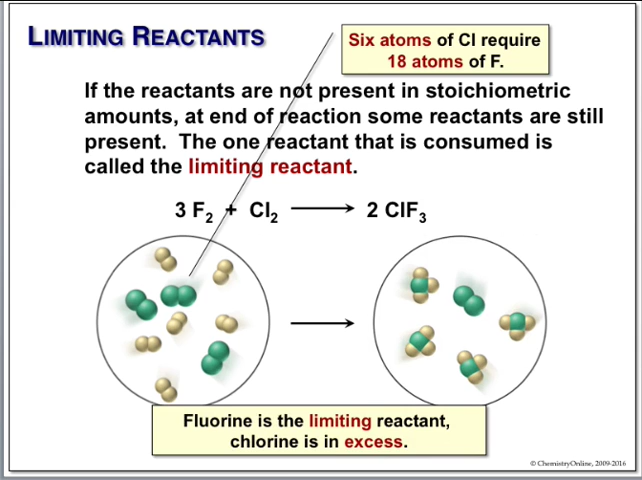 LIMITING REACTANTS
Six atoms of Cl require
18 atoms of F.
If the reactants are not present in stoichiometric
amounts, at end of reaction some reactants are still
present. The one reactant that is consumed is
called the limiting reactant.
3 F₂ + Cl₂ ⟶ 2 ClF₃
Fluorine is the limiting reactant,
chlorine is in excess.
© ChemistryOnline, 2009-2016